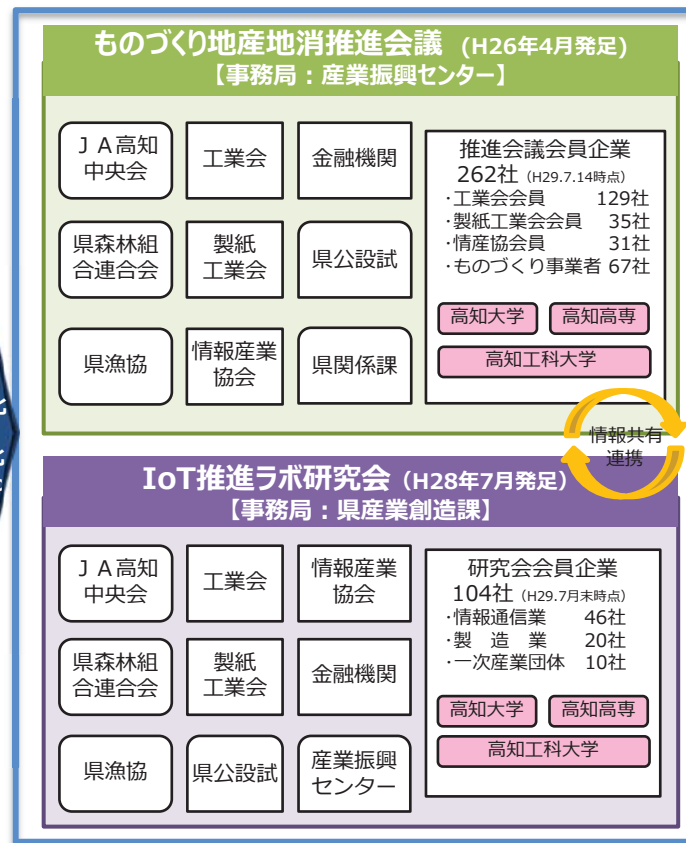 ものづくり地産地消推進会議 (H26年4月発足)
【事務局：産業振興センター】
ＪＡ高知
中央会
工業会
金融機関
県森林組
合連合会
製紙
工業会
県公設試
県漁協
情報産業
協会
県関係課
推進会議会員企業
262社 (H29.7.14時点)
・工業会会員 129社
・製紙工業会会員 35社
・情産協会員 31社
・ものづくり事業者 67社
高知大学
高知高専
高知工科大学
情報共有
連携
IoT推進ラボ研究会（H28年7月発足）
【事務局：県産業創造課】
ＪＡ高知
中央会
工業会
情報産業
協会
県森林組
合連合会
製紙
工業会
金融機関
県漁協
県公設試
産業振興
センター
研究会会員企業
104社 (H29.7月末時点)
・情報通信業 46社
・製　造　業 20社
・一次産業団体 10社
高知大学
高知高専
高知工科大学